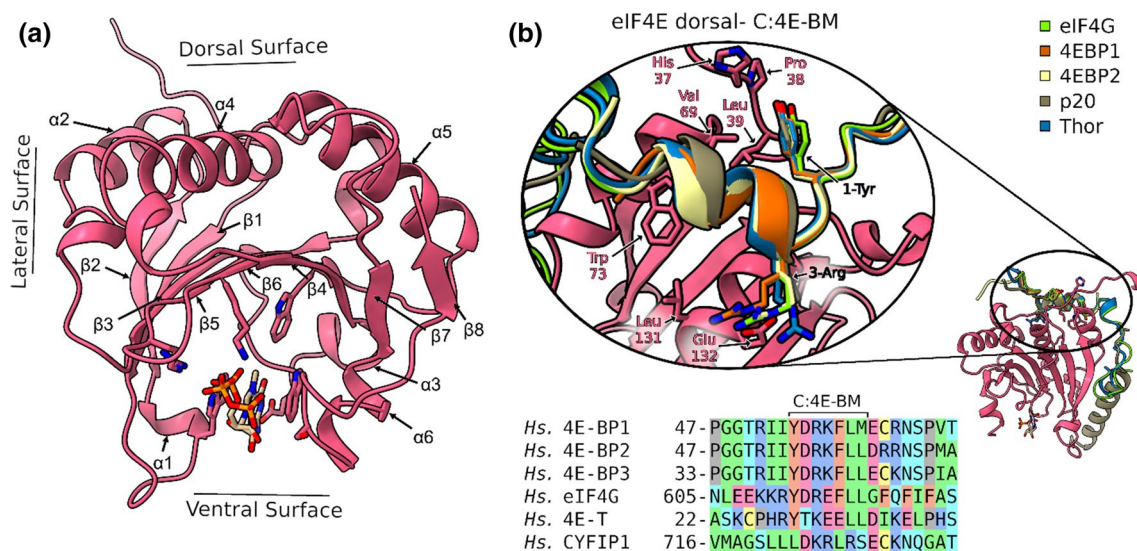 (a)
Dorsal Surface
Lateral Surface
α2
α4
α5
β1
β2
β3
β5
β6
β4
β7
β8
α3
α6
α1
Ventral Surface
(b)
eIF4E dorsal- C:4E-BM
His
37
Pro
38
Val
69
Leu
39
1-Tyr
Trp
73
3-Arg
Leu
131
Glu
132
eIF4G
4EBP1
4EBP2
p20
Thor
C:4E-BM
Hs. 4E-BP1 47-PGGTRIIYDRKFLMECRNSPVT
Hs. 4E-BP2 47-PGGTRIIYDRKFLLDRRNSPMA
Hs. 4E-BP3 33-PGGTRIIYDRKFLLECKNSPIA
Hs. eIF4G 605-NLEEKKRYDREFLLGFQFIFAS
Hs. 4E-T 22-ASKCPHRYTKEELLDIKELPHS
Hs. CYFIP1 716-VMAGSLLLDKRLRSECKNQGAT